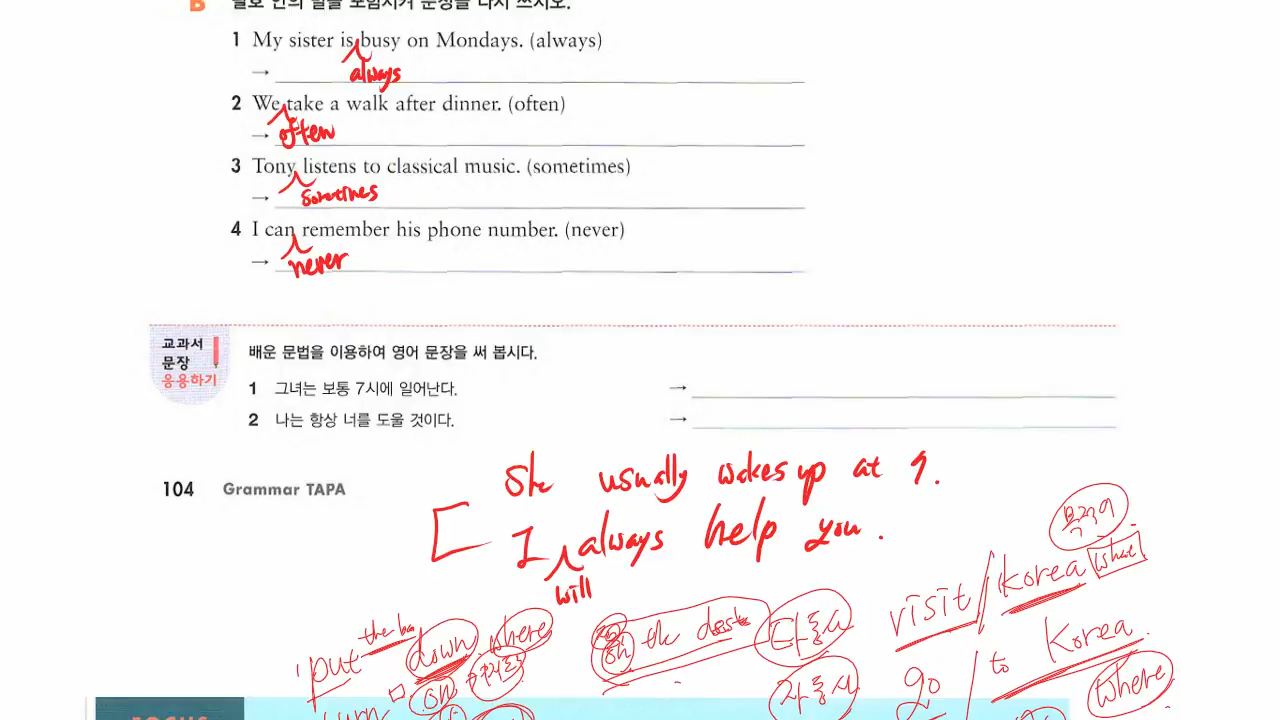 B 괄호 안의 말을 포함시켜 문장을 다시 쓰시오.
1 My sister is busy on Mondays. (always)
→ always
2 We take a walk after dinner. (often)
→ often
3 Tony listens to classical music. (sometimes)
→ sometimes
4 I can remember his phone number. (never)
→ never
교과서
문장
응용하기
배운 문법을 이용하여 영어 문장을 써 봅시다.
1 그녀는 보통 7시에 일어난다. →
2 나는 항상 너를 도울 것이다. →
104 Grammar TAPA
She usually wakes up at 7.
I always help you.
will
목적어
visit / Korea where
put down where
on the desk 타동사
go / to Korea
on 자동사 where
turn
FOCUS